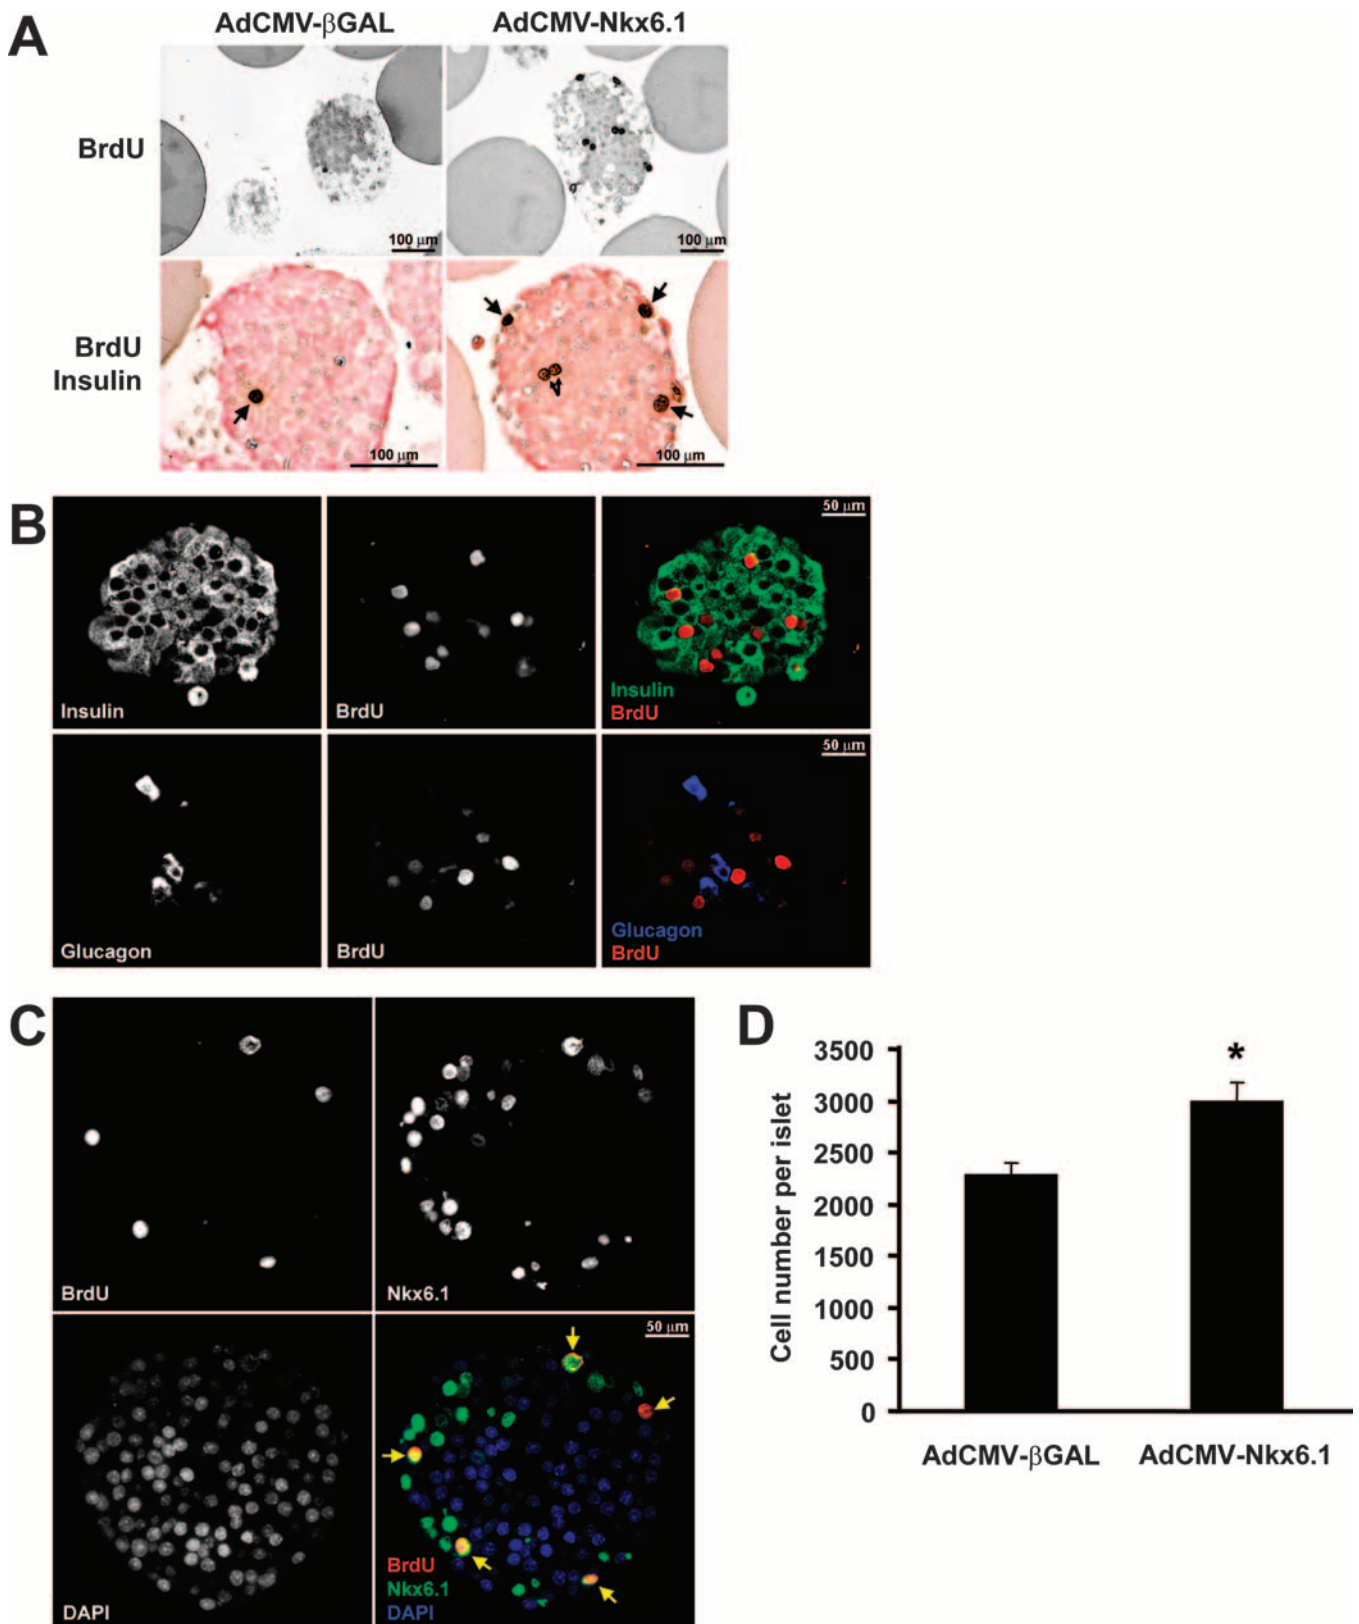 A
AdCMV-βGAL
AdCMV-Nkx6.1
BrdU
100 μm
100 μm
BrdU
Insulin
100 μm
100 μm
B
50 μm
Insulin
BrdU
Insulin
BrdU
50 μm
Glucagon
BrdU
Glucagon
BrdU
C
BrdU
Nkx6.1
50 μm
DAPI
BrdU
Nkx6.1
DAPI
D
Cell number per islet
3500
3000
2500
2000
1500
1000
500
0
*
AdCMV-βGAL
AdCMV-Nkx6.1